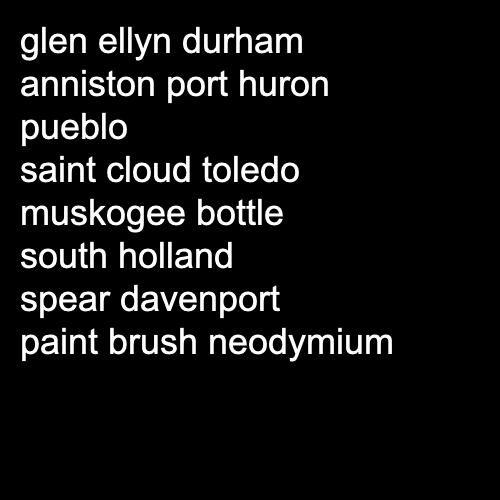 glen ellyn durham
anniston port huron
pueblo
saint cloud toledo
muskogee bottle
south holland
spear davenport
paint brush neodymium